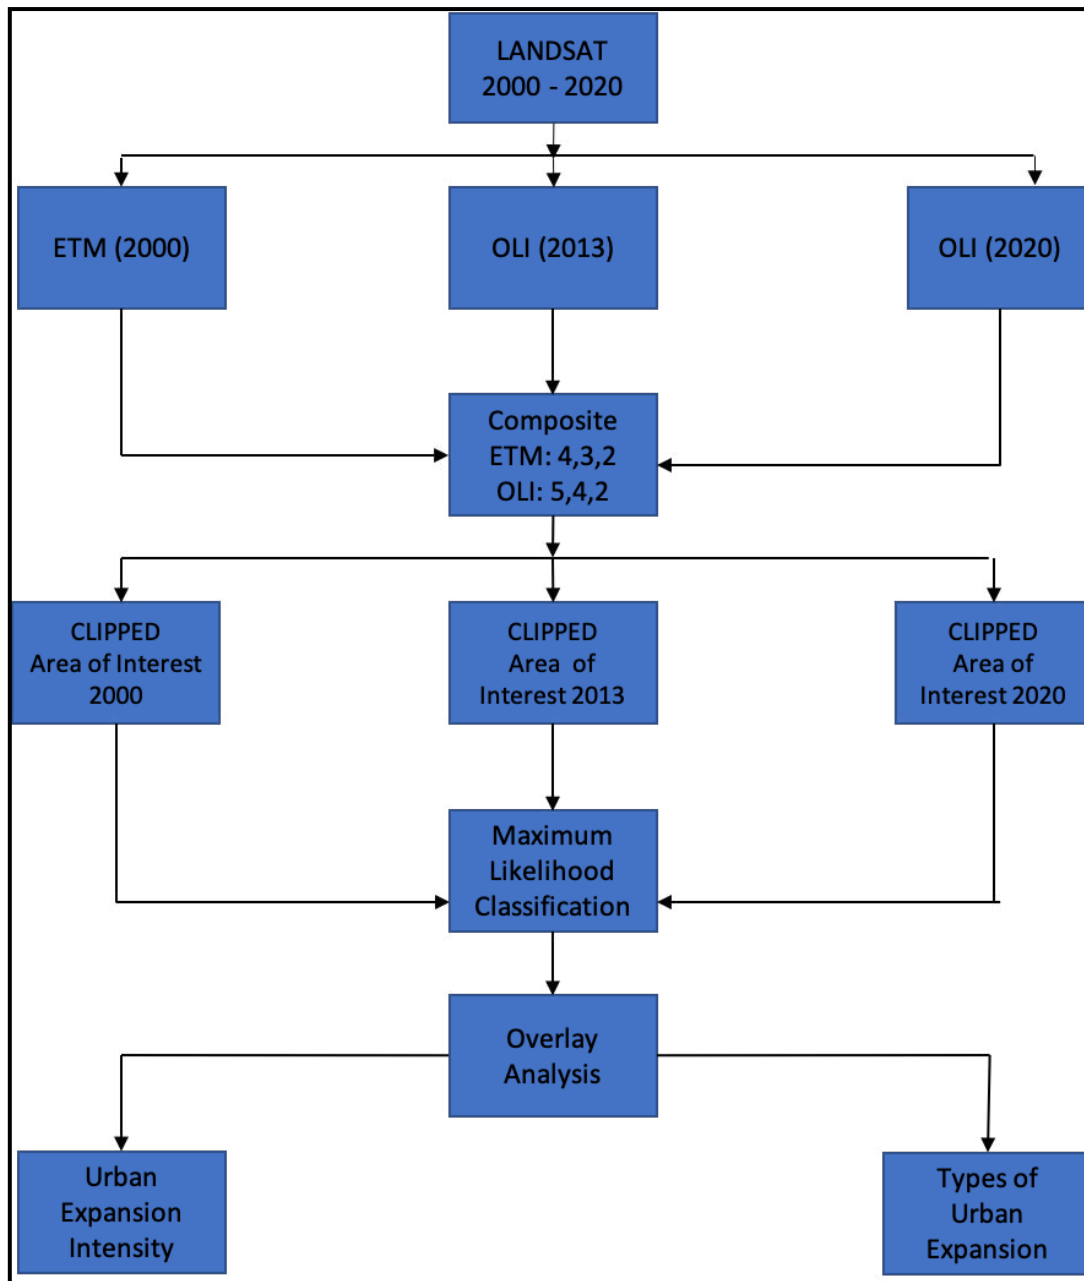 LANDSAT
2000 - 2020
ETM (2000)
OLI (2013)
OLI (2020)
Composite
ETM: 4,3,2
OLI: 5,4,2
CLIPPED
Area of Interest
2000
CLIPPED
Area of
Interest 2013
CLIPPED
Area of
Interest 2020
Maximum
Likelihood
Classification
Overlay
Analysis
Urban
Expansion
Intensity
Types of
Urban
Expansion